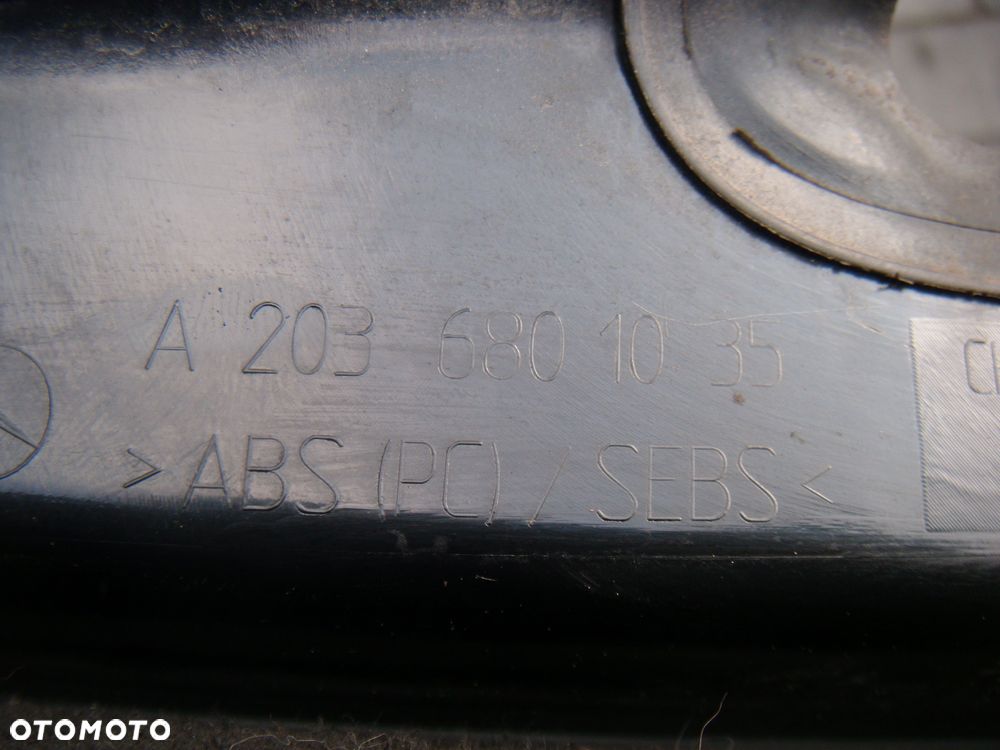 A 203 680 10 35
>ABS (PC) / SEBS<
OTOMOTO